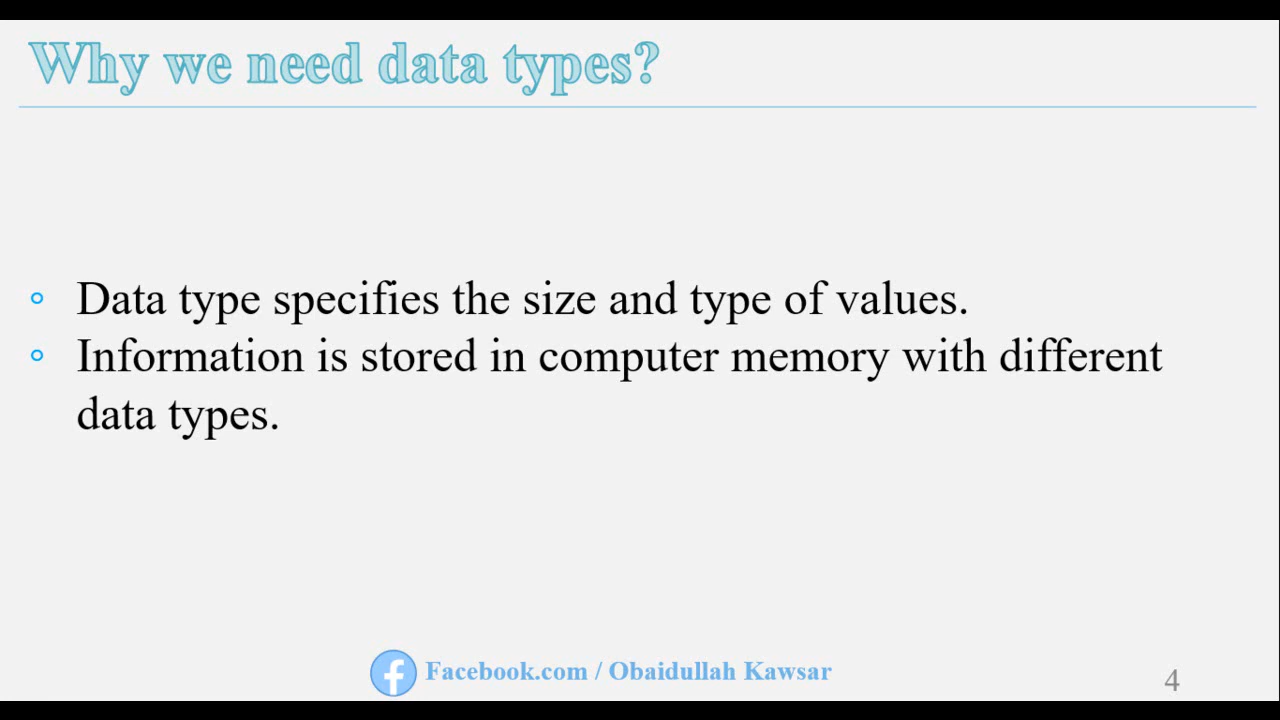 Why we need data types?
Data type specifies the size and type of values.
Information is stored in computer memory with different
data types.
Facebook.com / Obaidullah Kawsar
4